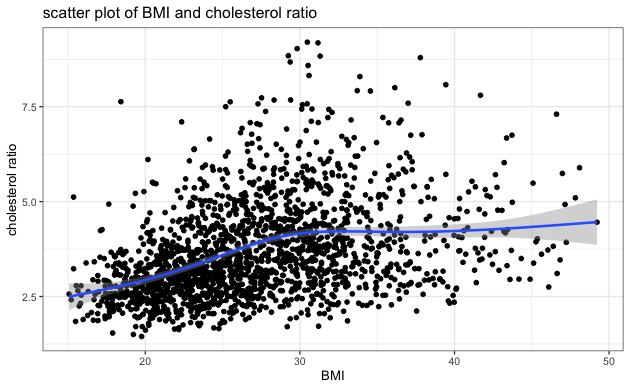 scatter plot of BMI and cholesterol ratio
cholesterol ratio
7.5
5.0
2.5
20
30
40
50
BMI